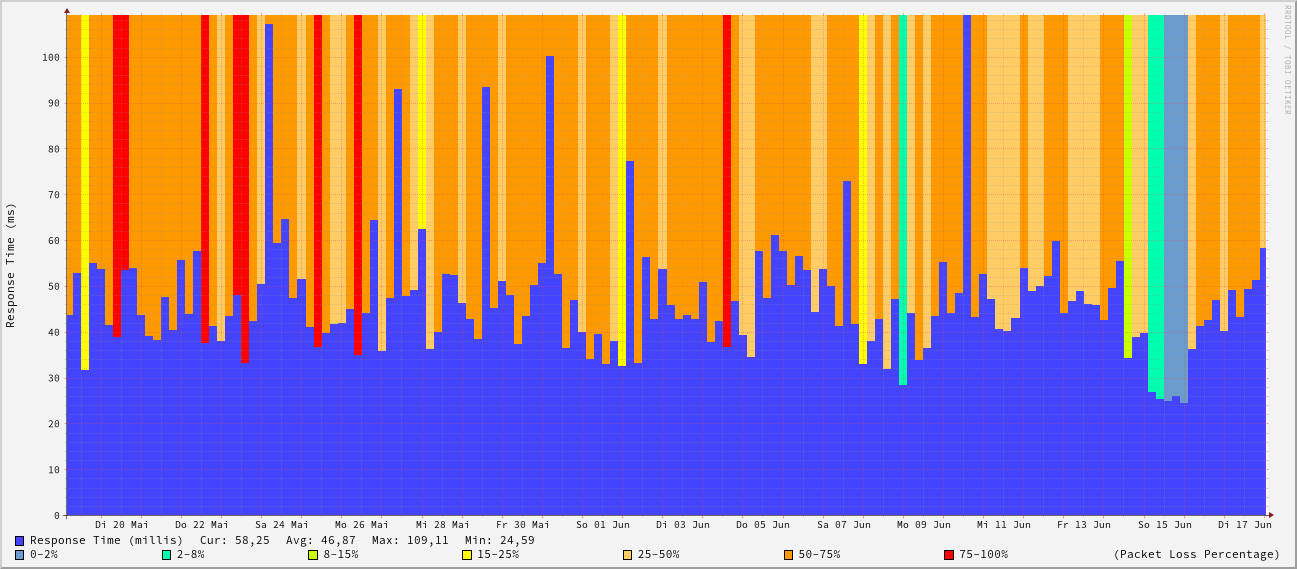 RRDTOOL / TOBI OETIKER
Response Time (ms)
100
90
80
70
60
50
40
30
20
10
0
Di 20 Mai Do 22 Mai Sa 24 Mai Mo 26 Mai Mi 28 Mai Fr 30 Mai So 01 Jun Di 03 Jun Do 05 Jun Sa 07 Jun Mo 09 Jun Mi 11 Jun Fr 13 Jun So 15 Jun Di 17 Jun
Response Time (millis) Cur: 58,25 Avg: 46,87 Max: 109,11 Min: 24,59
0-2% 2-8% 8-15% 15-25% 25-50% 50-75% 75-100% (Packet Loss Percentage)